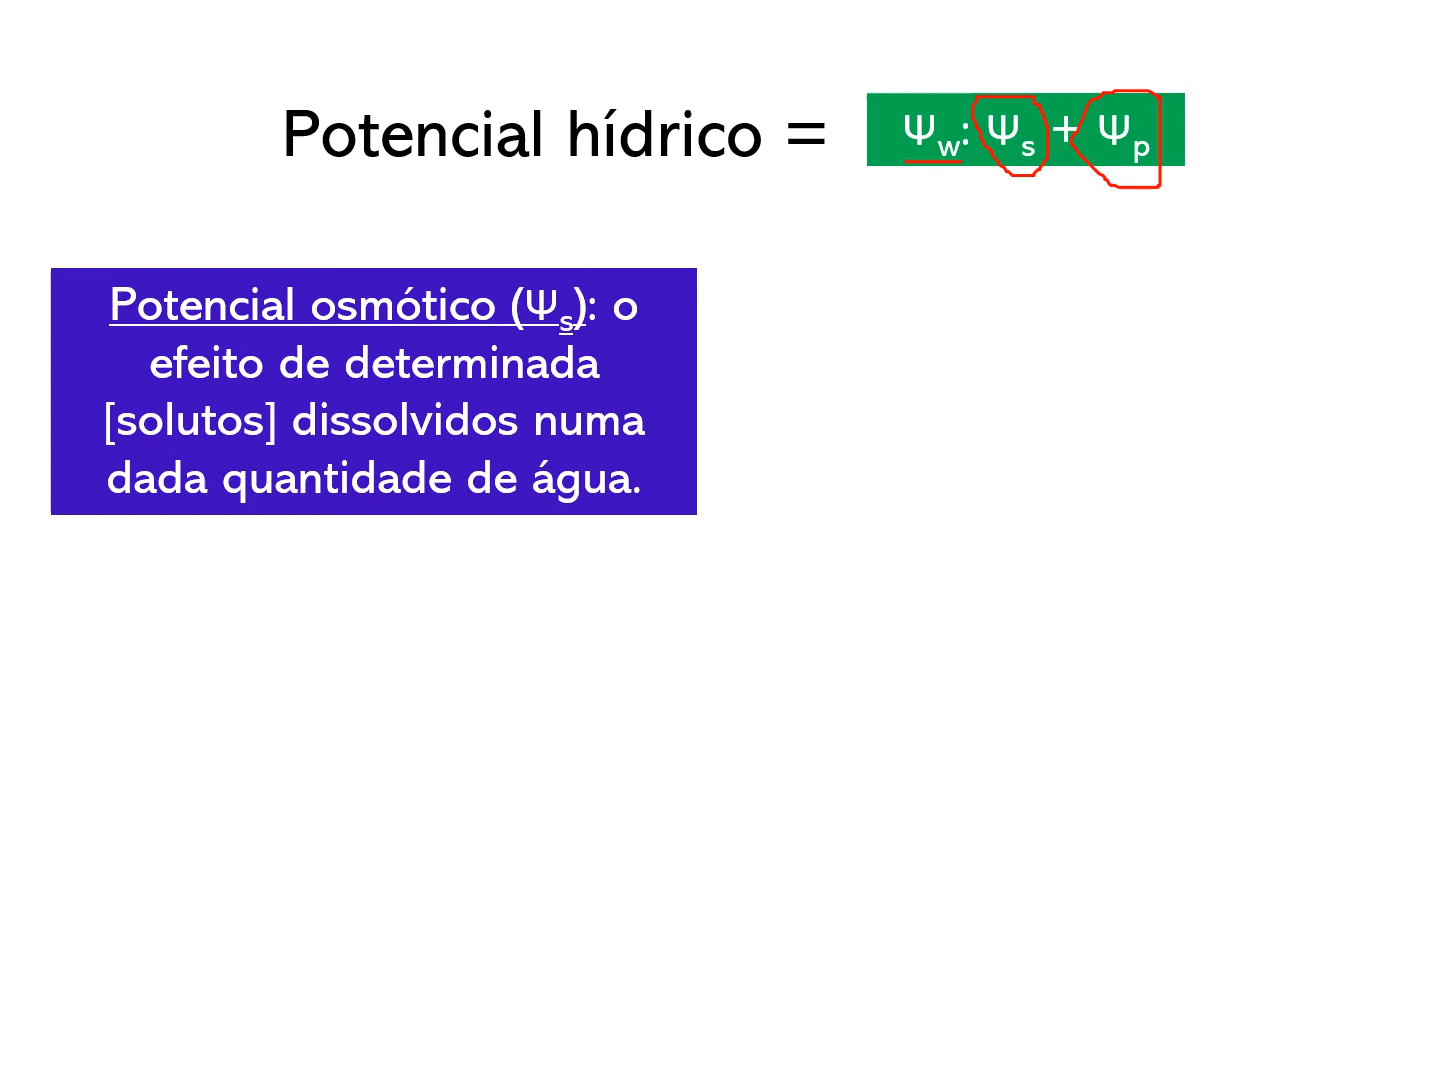 Potencial hídrico = Ψw: Ψs + Ψp
Potencial osmótico (Ψs): o
efeito de determinada
[solutos] dissolvidos numa
dada quantidade de água.